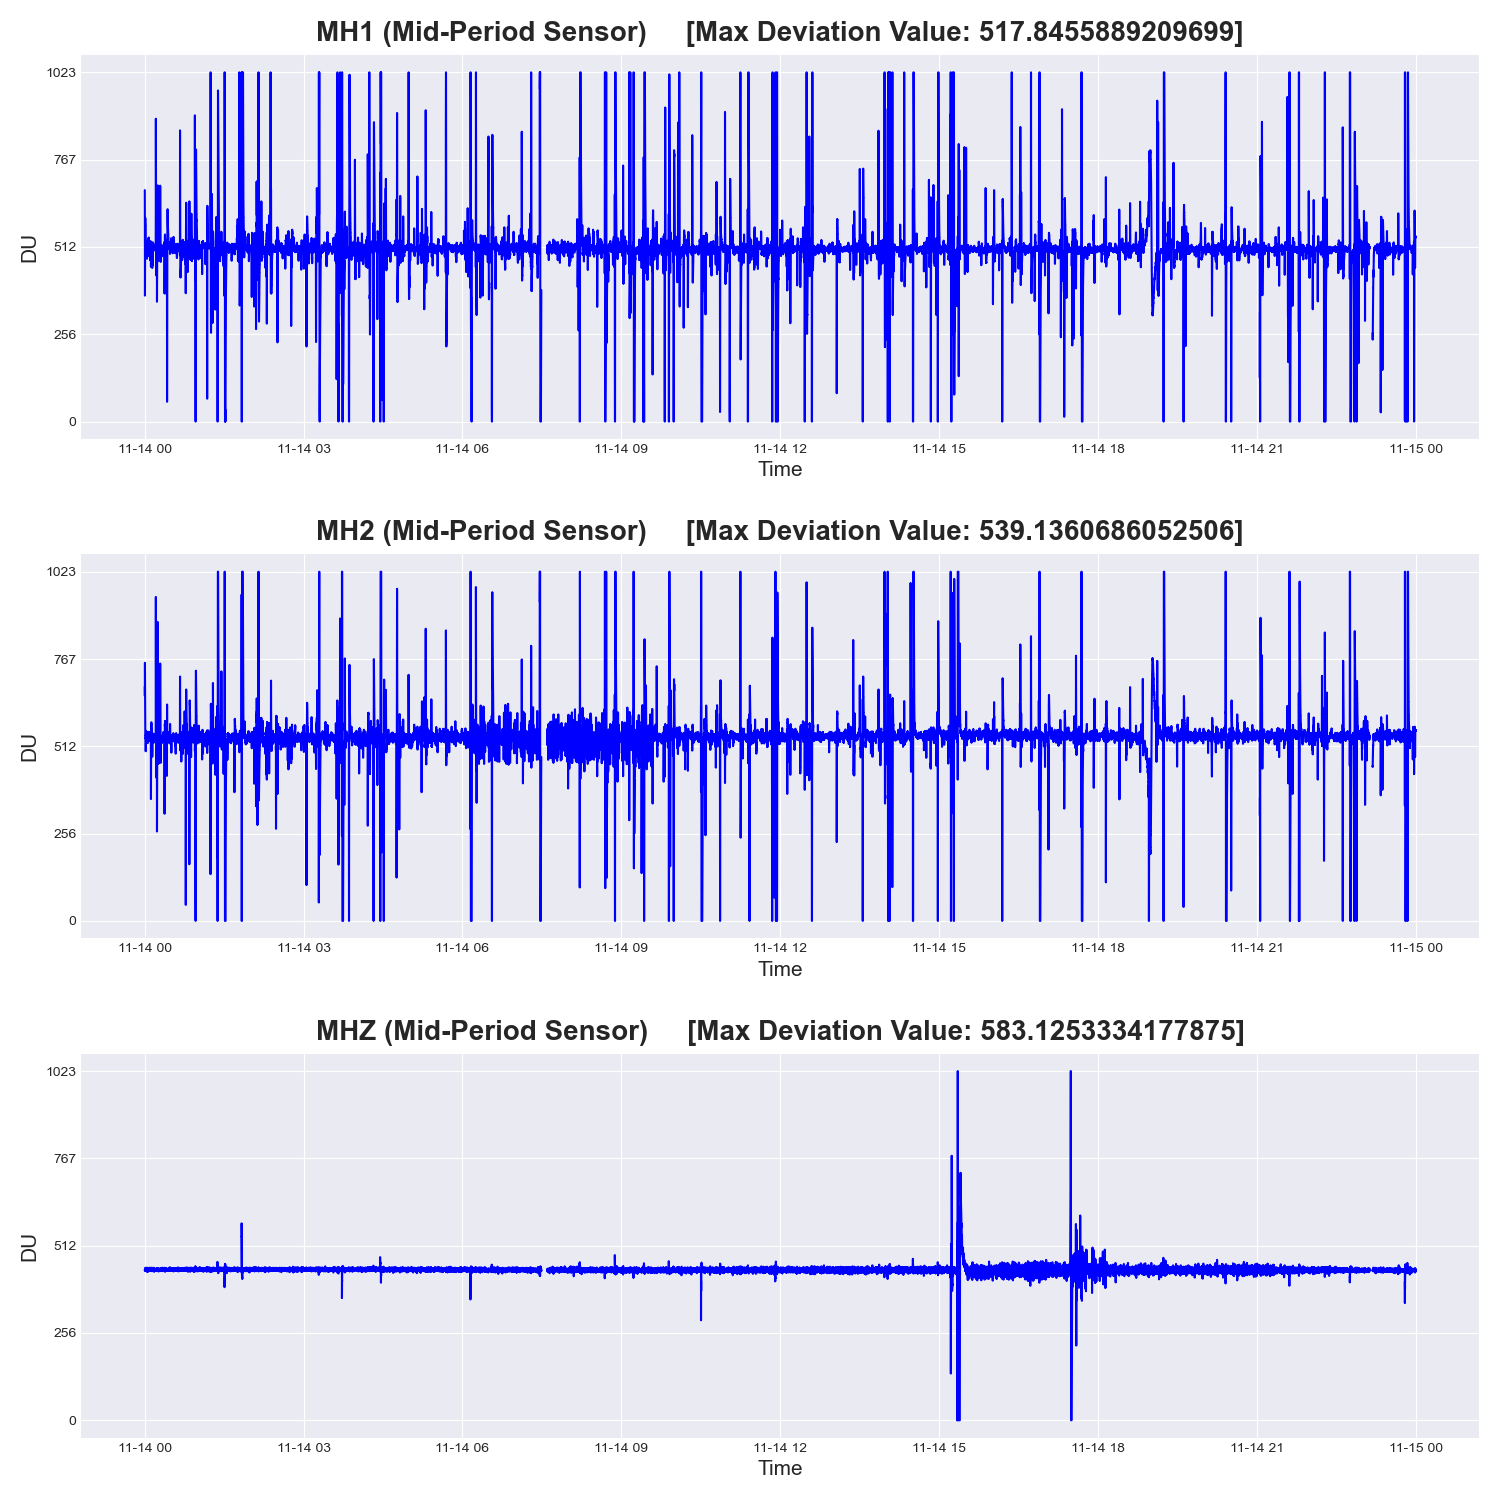 MH1 (Mid-Period Sensor) [Max Deviation Value: 517.8455889209699]
1023
767
512
256
0
DU
11-14 00 11-14 03 11-14 06 11-14 09 11-14 12 11-14 15 11-14 18 11-14 21 11-15 00
Time
MH2 (Mid-Period Sensor) [Max Deviation Value: 539.1360686052506]
1023
767
512
256
0
DU
11-14 00 11-14 03 11-14 06 11-14 09 11-14 12 11-14 15 11-14 18 11-14 21 11-15 00
Time
MHZ (Mid-Period Sensor) [Max Deviation Value: 583.1253334177875]
1023
767
512
256
0
DU
11-14 00 11-14 03 11-14 06 11-14 09 11-14 12 11-14 15 11-14 18 11-14 21 11-15 00
Time